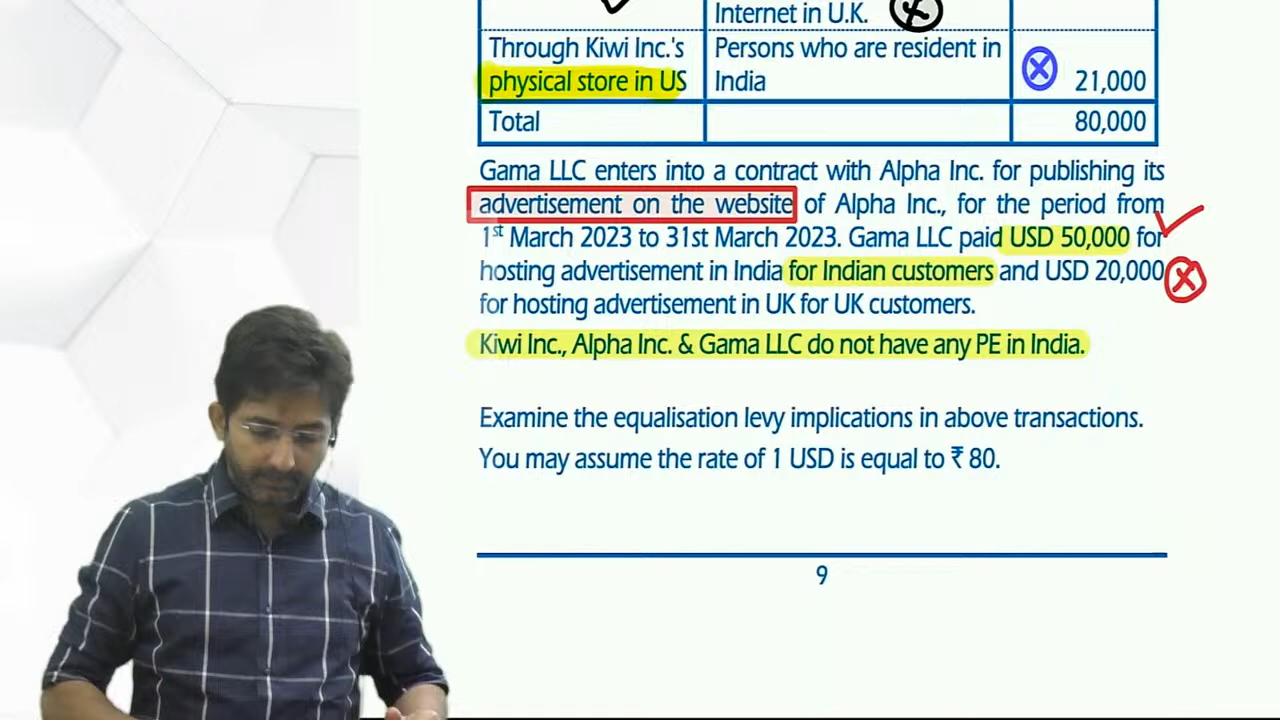 Internet in U.K.
Through Kiwi Inc.'s
physical store in US
Persons who are resident in
India
21,000
Total
80,000
Gama LLC enters into a contract with Alpha Inc. for publishing its
advertisement on the website of Alpha Inc., for the period from
1st March 2023 to 31st March 2023. Gama LLC paid USD 50,000 for
hosting advertisement in India for Indian customers and USD 20,000
for hosting advertisement in UK for UK customers.
Kiwi Inc., Alpha Inc. & Gama LLC do not have any PE in India.
Examine the equalisation levy implications in above transactions.
You may assume the rate of 1 USD is equal to ₹ 80.
9